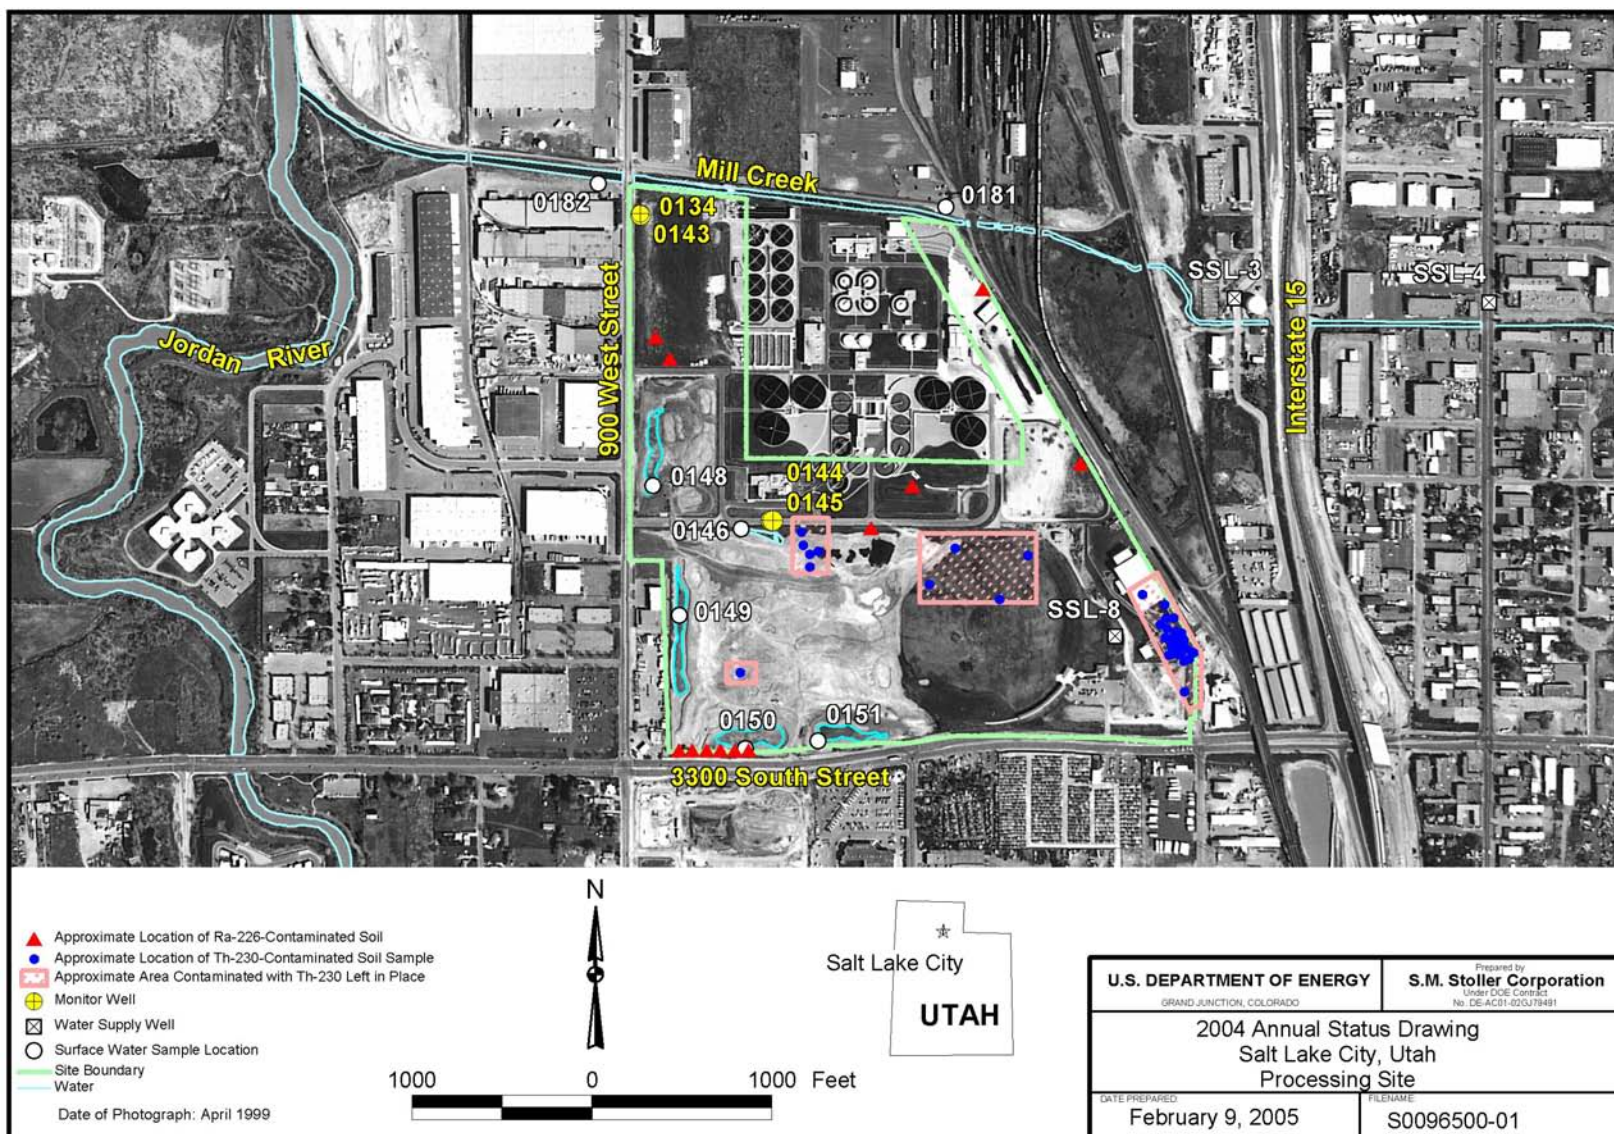 Mill Creek
0182
0134
0143
0181
SSL-3
SSL-4
Jordan River
900 West Street
Interstate 15
0148
0144
0145
0146
0149
SSL-8
0150
0151
3300 South Street
N
Approximate Location of Ra-226-Contaminated Soil
Approximate Location of Th-230-Contaminated Soil Sample
Approximate Area Contaminated with Th-230 Left in Place
Monitor Well
Water Supply Well
Surface Water Sample Location
Site Boundary
Water
Date of Photograph: April 1999
1000 0 1000 Feet
Salt Lake City
UTAH
U.S. DEPARTMENT OF ENERGY
GRAND JUNCTION, COLORADO
Prepared by
S.M. Stoller Corporation
Under DOE Contract
No. DE-AC01-02GJ79491
2004 Annual Status Drawing
Salt Lake City, Utah
Processing Site
DATE PREPARED:
February 9, 2005
FILENAME:
S0096500-01